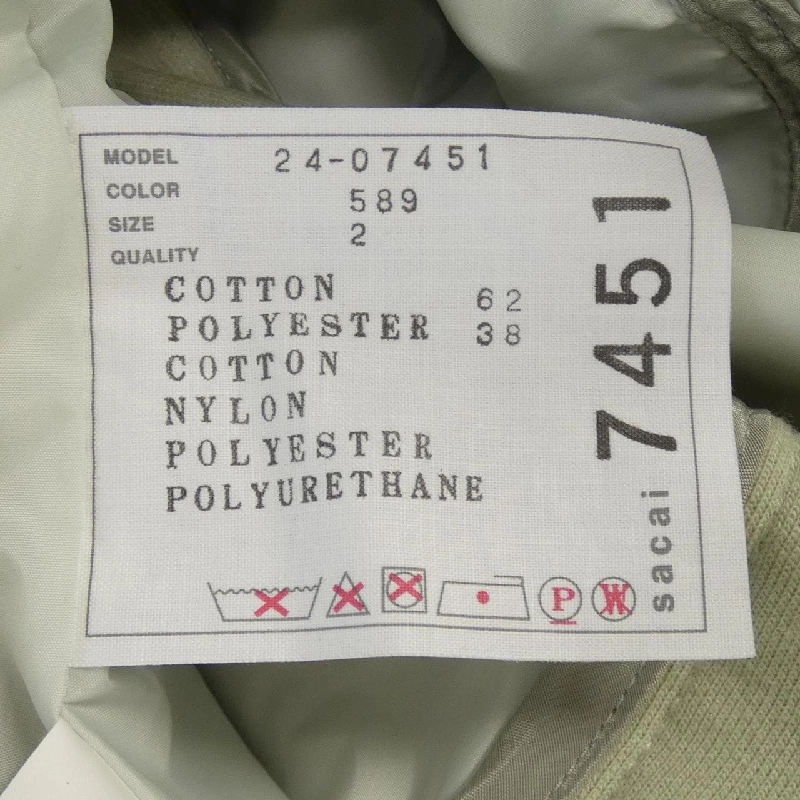 MODEL 24-07451
COLOR 589
SIZE 2
QUALITY
COTTON 62
POLYESTER 38
COTTON
NYLON
POLYESTER
POLYURETHANE
P W
sacai 7451